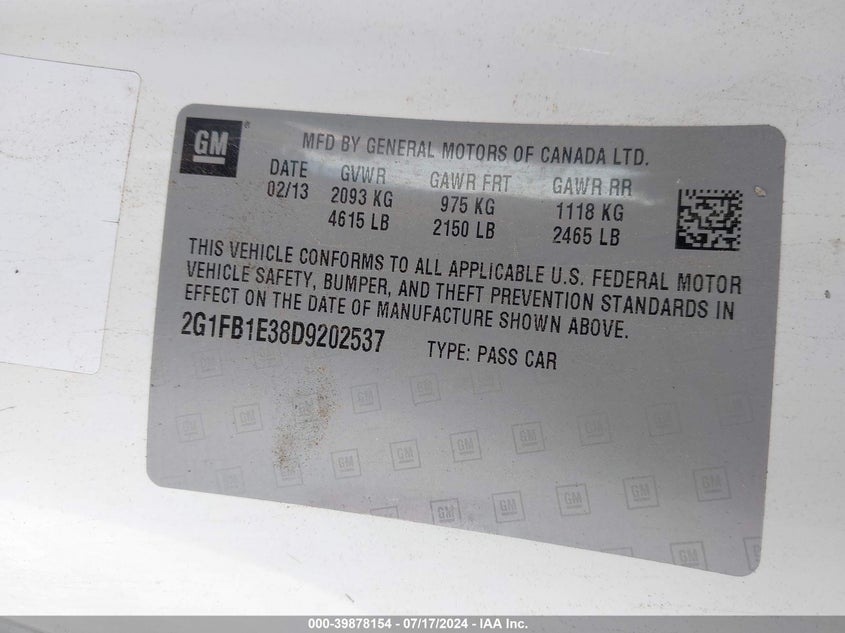 GM ® MFD BY GENERAL MOTORS OF CANADA LTD.
DATE GVWR GAWR FRT GAWR RR
02/13 2093 KG 975 KG 1118 KG
4615 LB 2150 LB 2465 LB
THIS VEHICLE CONFORMS TO ALL APPLICABLE U.S. FEDERAL MOTOR
VEHICLE SAFETY, BUMPER, AND THEFT PREVENTION STANDARDS IN
EFFECT ON THE DATE OF MANUFACTURE SHOWN ABOVE.
2G1FB1E38D9202537 TYPE: PASS CAR
000-39878154 - 07/17/2024 - IAA Inc.